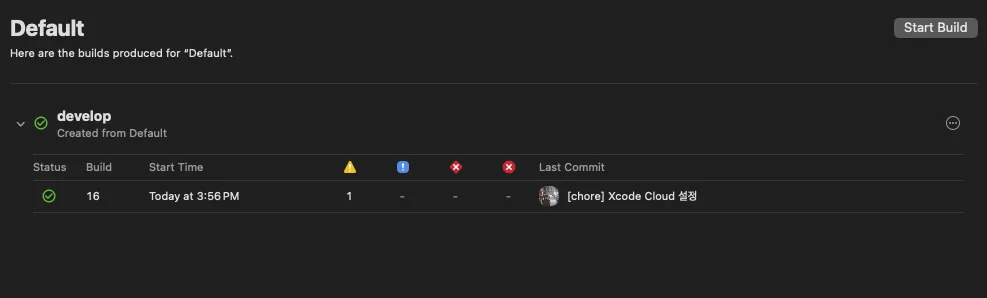 Default
Start Build
Here are the builds produced for “Default”.
develop
Created from Default
Status Build Start Time Last Commit
16 Today at 3:56 PM 1 - - - [chore] Xcode Cloud 설정